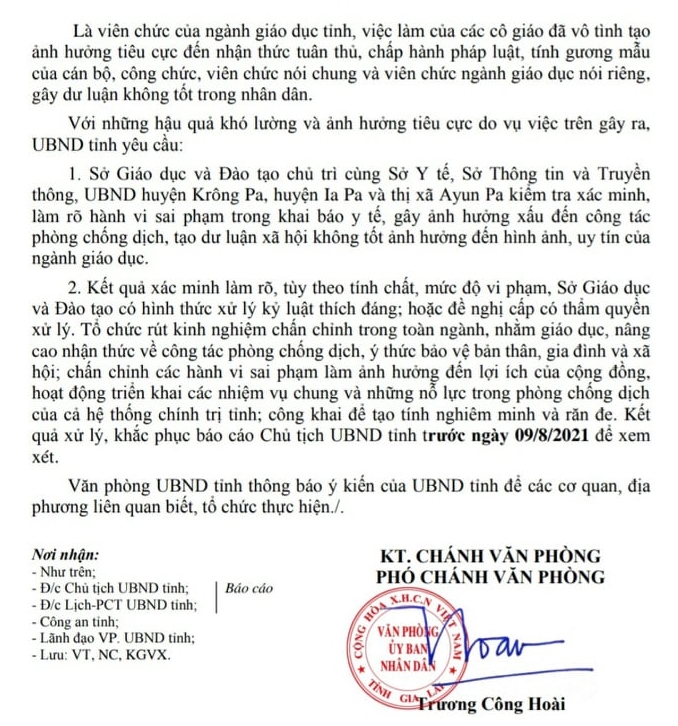 Là viên chức của ngành giáo dục tỉnh, việc làm của các cô giáo đã vô tình tạo
ảnh hưởng tiêu cực đến nhận thức tuân thủ, chấp hành pháp luật, tính gương mẫu
của cán bộ, công chức, viên chức nói chung và viên chức ngành giáo dục nói riêng,
gây dư luận không tốt trong nhân dân.
Với những hậu quả khó lường và ảnh hưởng tiêu cực do vụ việc trên gây ra,
UBND tỉnh yêu cầu:
1. Sở Giáo dục và Đào tạo chủ trì cùng Sở Y tế, Sở Thông tin và Truyền
thông, UBND huyện Krông Pa, huyện Ia Pa và thị xã Ayun Pa kiểm tra xác minh,
làm rõ hành vi sai phạm trong khai báo y tế, gây ảnh hưởng xấu đến công tác
phòng chống dịch, tạo dư luận xã hội không tốt ảnh hưởng đến hình ảnh, uy tín của
ngành giáo dục.
2. Kết quả xác minh làm rõ, tùy theo tính chất, mức độ vi phạm, Sở Giáo dục
và Đào tạo có hình thức xử lý kỷ luật thích đáng; hoặc đề nghị cấp có thẩm quyền
xử lý. Tổ chức rút kinh nghiệm chấn chỉnh trong toàn ngành, nhằm giáo dục, nâng
cao nhận thức về công tác phòng chống dịch, ý thức bảo vệ bản thân, gia đình và xã
hội; chấn chỉnh các hành vi sai phạm làm ảnh hưởng đến lợi ích của cộng đồng,
hoạt động triển khai các nhiệm vụ chung và những nỗ lực trong phòng chống dịch
của cả hệ thống chính trị tỉnh; công khai để tạo tính nghiêm minh và răn đe. Kết
quả xử lý, khắc phục báo cáo Chủ tịch UBND tỉnh trước ngày 09/8/2021 để xem
xét.
Văn phòng UBND tỉnh thông báo ý kiến của UBND tỉnh để các cơ quan, địa
phương liên quan biết, tổ chức thực hiện./.
Nơi nhận:
- Như trên;
- Đ/c Chủ tịch UBND tỉnh;
- Đ/c Lịch-PCT UBND tỉnh;
Báo cáo
- Công an tỉnh;
- Lãnh đạo VP. UBND tỉnh;
- Lưu: VT, NC, KGVX.
KT. CHÁNH VĂN PHÒNG
PHÓ CHÁNH VĂN PHÒNG
CỘNG HÒA X.H.C.N VIỆT NAM
VĂN PHÒNG
ỦY BAN
NHÂN DÂN
TỈNH GIA LAI
Trương Công Hoài